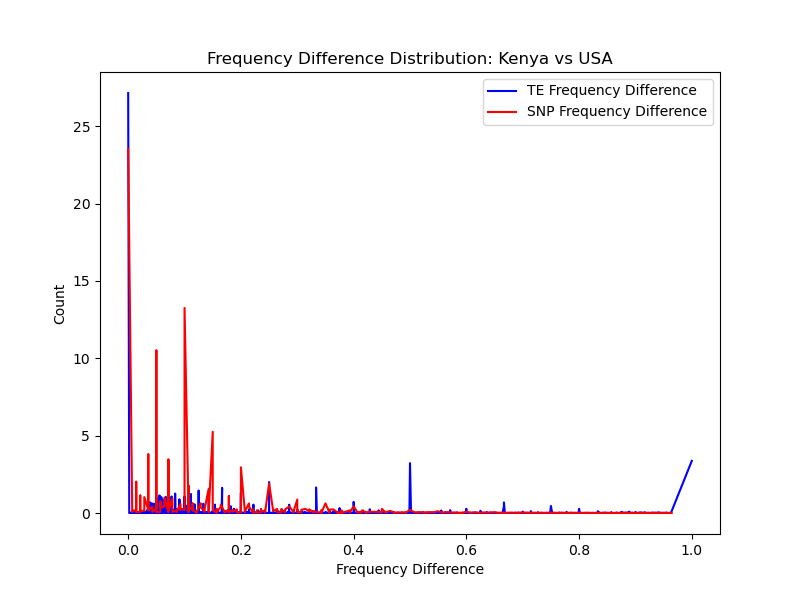 Frequency Difference Distribution: Kenya vs USA
TE Frequency Difference
SNP Frequency Difference
25
20
15
10
5
0
Count
0.0 0.2 0.4 0.6 0.8 1.0
Frequency Difference